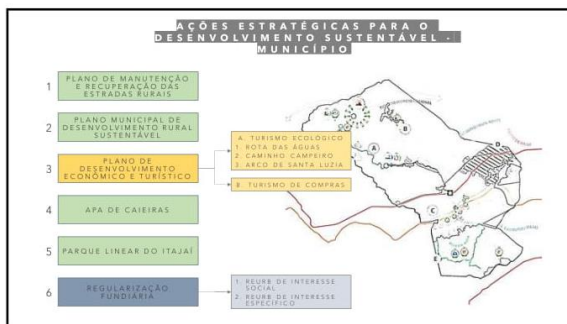 AÇÕES ESTRATÉGICAS PARA O
DESENVOLVIMENTO SUSTENTÁVEL -
MUNICÍPIO
1
PLANO DE MANUTENÇÃO
E RECUPERAÇÃO DAS
ESTRADAS RURAIS
2
PLANO MUNICIPAL DE
DESENVOLVIMENTO RURAL
SUSTENTÁVEL
3
PLANO DE
DESENVOLVIMENTO
ECONÔMICO E TURÍSTICO
A. TURISMO ECOLÓGICO
1. ROTA DAS ÁGUAS
2. CAMINHO CAMPEIRO
3. ARCO DE SANTA LUZIA
B. TURISMO DE COMPRAS
4
APA DE CAIEIRAS
5
PARQUE LINEAR DO ITAJAÍ
6
REGULARIZAÇÃO
FUNDIÁRIA
1. REURB DE INTERESSE
SOCIAL
2. REURB DE INTERESSE
ESPECÍFICO
A
B
C